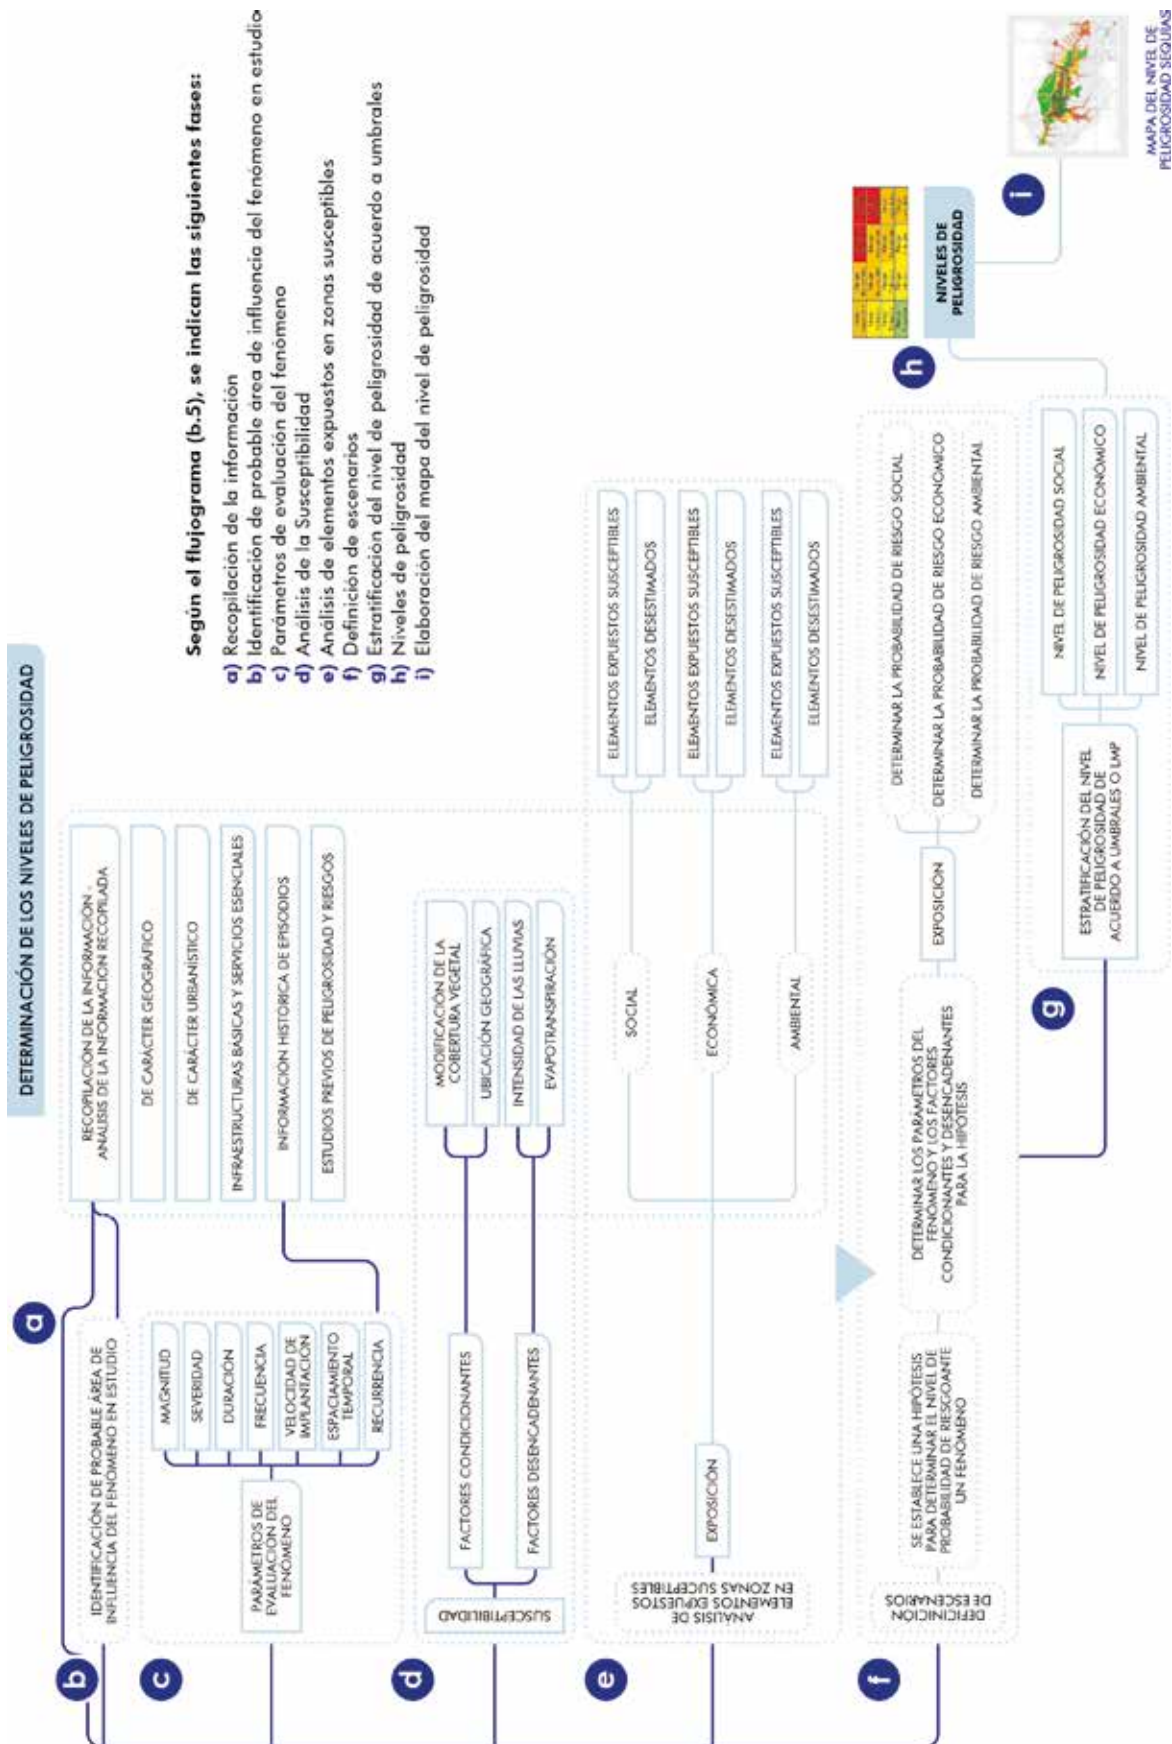 DETERMINACIÓN DE LOS NIVELES DE PELIGROSIDAD
a
RECOPILACIÓN DE LA INFORMACIÓN -
ANÁLISIS DE LA INFORMACIÓN RECOPILADA
DE CARÁCTER GEOGRÁFICO
DE CARÁCTER URBANÍSTICO
INFRAESTRUCTURAS BÁSICAS Y SERVICIOS ESENCIALES
INFORMACIÓN HISTÓRICA DE EPISODIOS
ESTUDIOS PREVIOS DE PELIGROSIDAD Y RIESGOS
Según el flujograma (b.5), se indican las siguientes fases:
a) Recopilación de la información
b) Identificación de probable área de influencia del fenómeno en estudio
c) Parámetros de evaluación del fenómeno
d) Análisis de la Susceptibilidad
e) Análisis de elementos expuestos en zonas susceptibles
f) Definición de escenarios
g) Estratificación del nivel de peligrosidad de acuerdo a umbrales
h) Niveles de peligrosidad
i) Elaboración del mapa del nivel de peligrosidad
b
IDENTIFICACIÓN DE PROBABLE ÁREA DE
INFLUENCIA DEL FENÓMENO EN ESTUDIO
c
PARÁMETROS DE
EVALUACIÓN DEL
FENÓMENO
MAGNITUD
SEVERIDAD
DURACIÓN
FRECUENCIA
VELOCIDAD DE
IMPLANTACIÓN
ESPACIAMIENTO
TEMPORAL
RECURRENCIA
d
SUSCEPTIBILIDAD
FACTORES CONDICIONANTES
FACTORES DESENCADENANTES
MODIFICACIÓN DE LA
COBERTURA VEGETAL
UBICACIÓN GEOGRÁFICA
INTENSIDAD DE LAS LLUVIAS
EVAPOTRANSPIRACIÓN
e
ANÁLISIS DE
ELEMENTOS EXPUESTOS
EN ZONAS SUCEPTIBLES
EXPOSICIÓN
SOCIAL
ECONÓMICA
AMBIENTAL
ELEMENTOS EXPUESTOS SUSCEPTIBLES
ELEMENTOS DESESTIMADOS
ELEMENTOS EXPUESTOS SUSCEPTIBLES
ELEMENTOS DESESTIMADOS
ELEMENTOS EXPUESTOS SUSCEPTIBLES
ELEMENTOS DESESTIMADOS
f
DEFICINICIÓN
DE ESCENARIOS
SE ESTABLECE UNA HIPÓTESIS
PARA DETERMINAR EL NIVEL DE
PROBABILIDAD DE RIESGOANTE
UN FENÓMENO
DETERMINAR LOS PARÁMETROS DEL
FENÓMENO Y LOS FACTORES
CONDICIONANTES Y DESENCADENANTES
PARA LA HIPÓTESIS
EXPOSICION
DETERMINAR LA PROBABILIDAD DE RIESGO SOCIAL
DETERMINAR LA PROBABILIDAD DE RIESGO ECONÓMICO
DETERMINAR LA PROBABILIDAD DE RIESGO AMBIENTAL
g
ESTRATIFICACIÓN DEL NIVEL
DE PELIGROSIDAD DE
ACUERDO A UMBRALES O LMP
NIVEL DE PELIGROSIDAD SOCIAL
NIVEL DE PELIGROSIDAD ECONÓMICO
NIVEL DE PELIGROSIDAD AMBIENTAL
h
NIVELES DE
PELIGROSIDAD
i
MAPA DEL NIVEL DE
PELIGROSIDAD SEQUÍAS